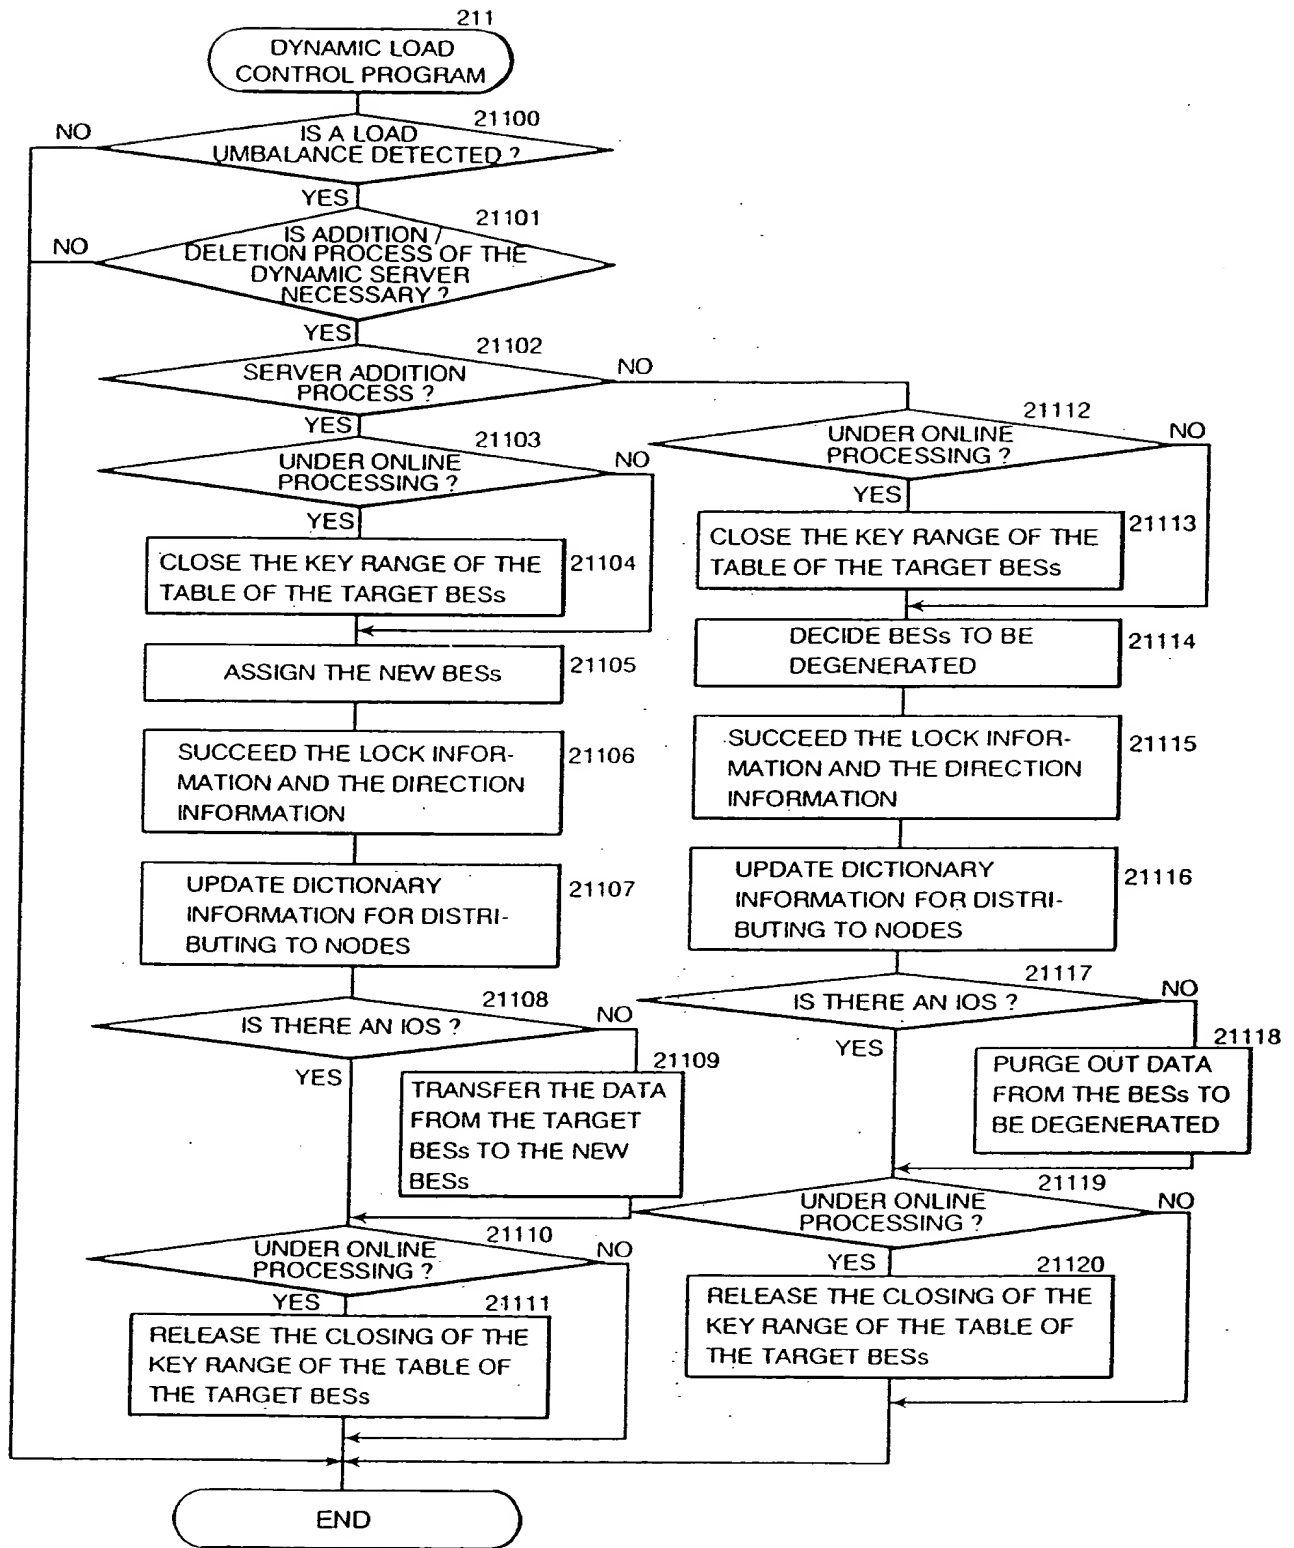 211
DYNAMIC LOAD
CONTROL PROGRAM
21100
NO
IS A LOAD
UMBALANCE DETECTED ?
YES
21101
NO
IS ADDITION /
DELETION PROCESS OF THE
DYNAMIC SERVER
NECESSARY ?
YES
21102
NO
SERVER ADDITION
PROCESS ?
YES
21103
UNDER ONLINE
PROCESSING ?
NO
YES
CLOSE THE KEY RANGE OF THE
TABLE OF THE TARGET BESs
21104
ASSIGN THE NEW BESs
21105
SUCCEED THE LOCK INFOR-
MATION AND THE DIRECTION
INFORMATION
21106
UPDATE DICTIONARY
INFORMATION FOR DISTRI-
BUTING TO NODES
21107
21108
IS THERE AN IOS ?
NO
YES
21109
TRANSFER THE DATA
FROM THE TARGET
BESs TO THE NEW
BESs
21110
UNDER ONLINE
PROCESSING ?
NO
YES
21111
RELEASE THE CLOSING OF THE
KEY RANGE OF THE TABLE OF
THE TARGET BESs
21112
UNDER ONLINE
PROCESSING ?
NO
YES
CLOSE THE KEY RANGE OF THE
TABLE OF THE TARGET BESs
21113
DECIDE BESs TO BE
DEGENERATED
21114
SUCCEED THE LOCK INFOR-
MATION AND THE DIRECTION
INFORMATION
21115
UPDATE DICTIONARY
INFORMATION FOR DISTRI-
BUTING TO NODES
21116
21117
IS THERE AN IOS ?
NO
YES
21118
PURGE OUT DATA
FROM THE BESs TO
BE DEGENERATED
21119
UNDER ONLINE
PROCESSING ?
NO
YES
21120
RELEASE THE CLOSING OF THE
KEY RANGE OF THE TABLE OF
THE TARGET BESs
END